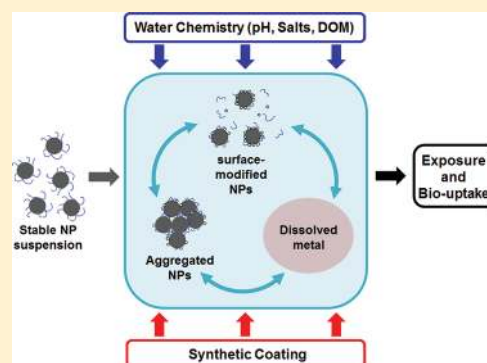 Water Chemistry (pH, Salts, DOM)
surface-
modified
NPs
Stable NP
suspension
Aggregated
NPs
Dissolved
metal
Exposure
and
Bio-uptake
Synthetic Coating